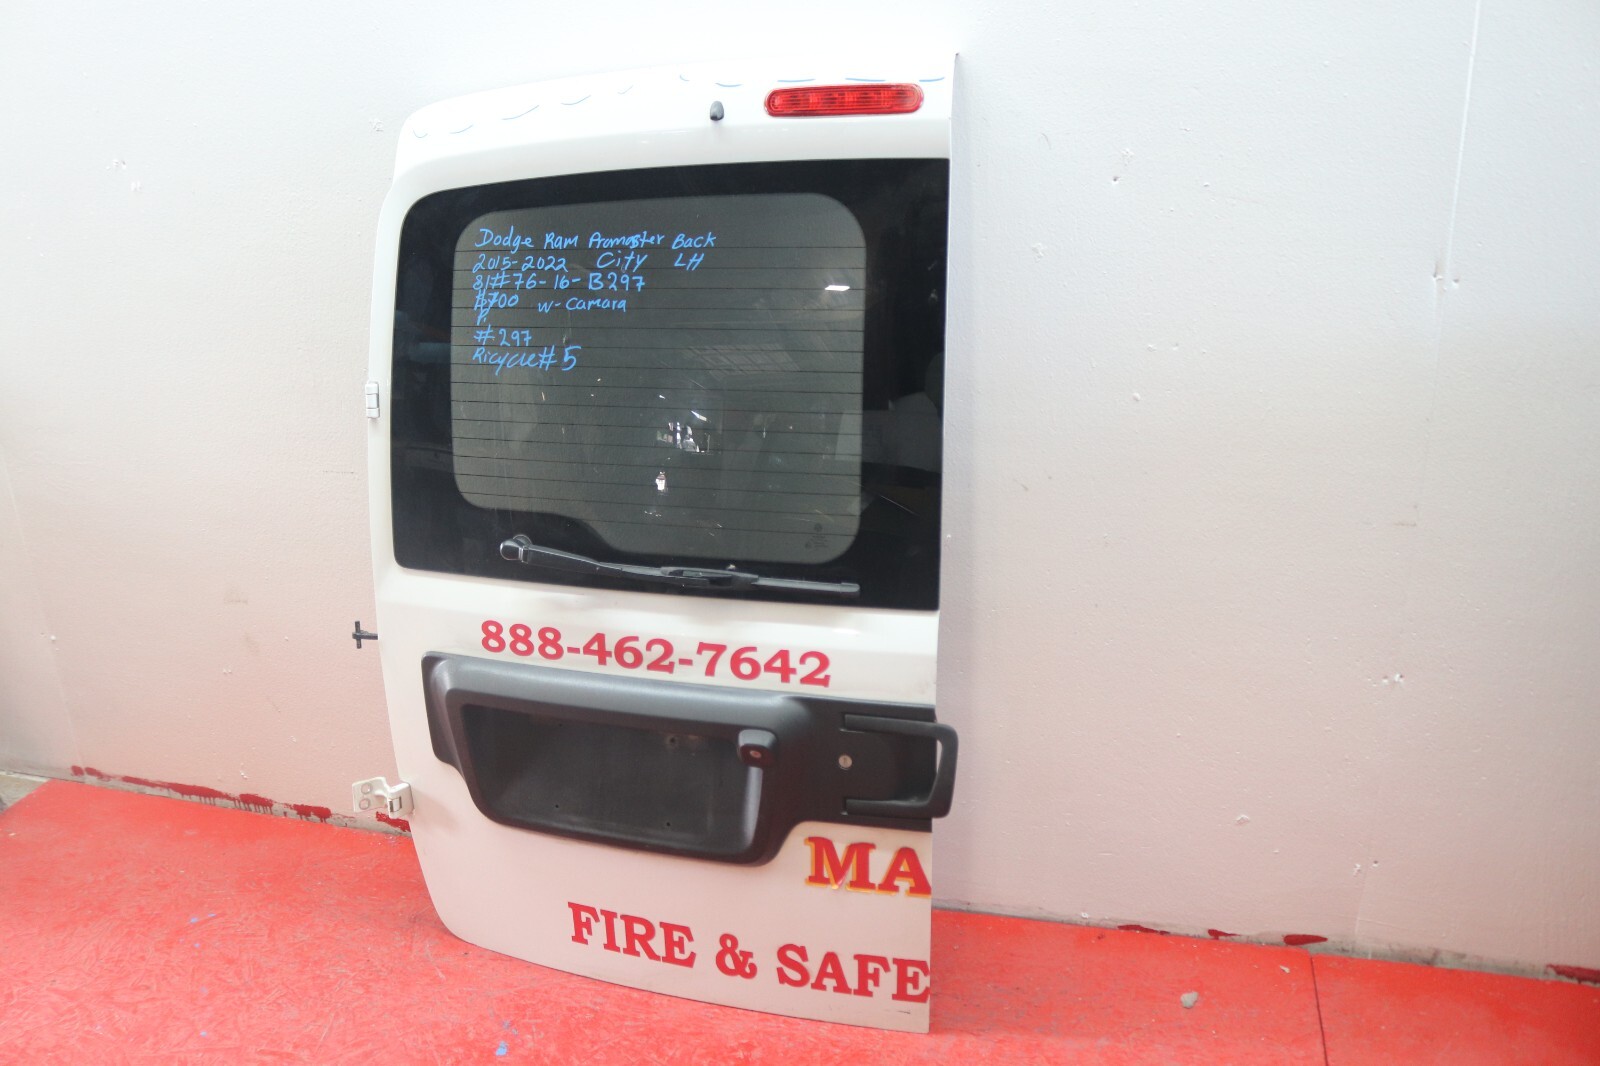 Dodge Ram Promaster Back
2015-2022 City LH
81#76-16-B297
$700 w-Camara
P.
#297
Ricycle#5
888-462-7642
MA
FIRE & SAFE